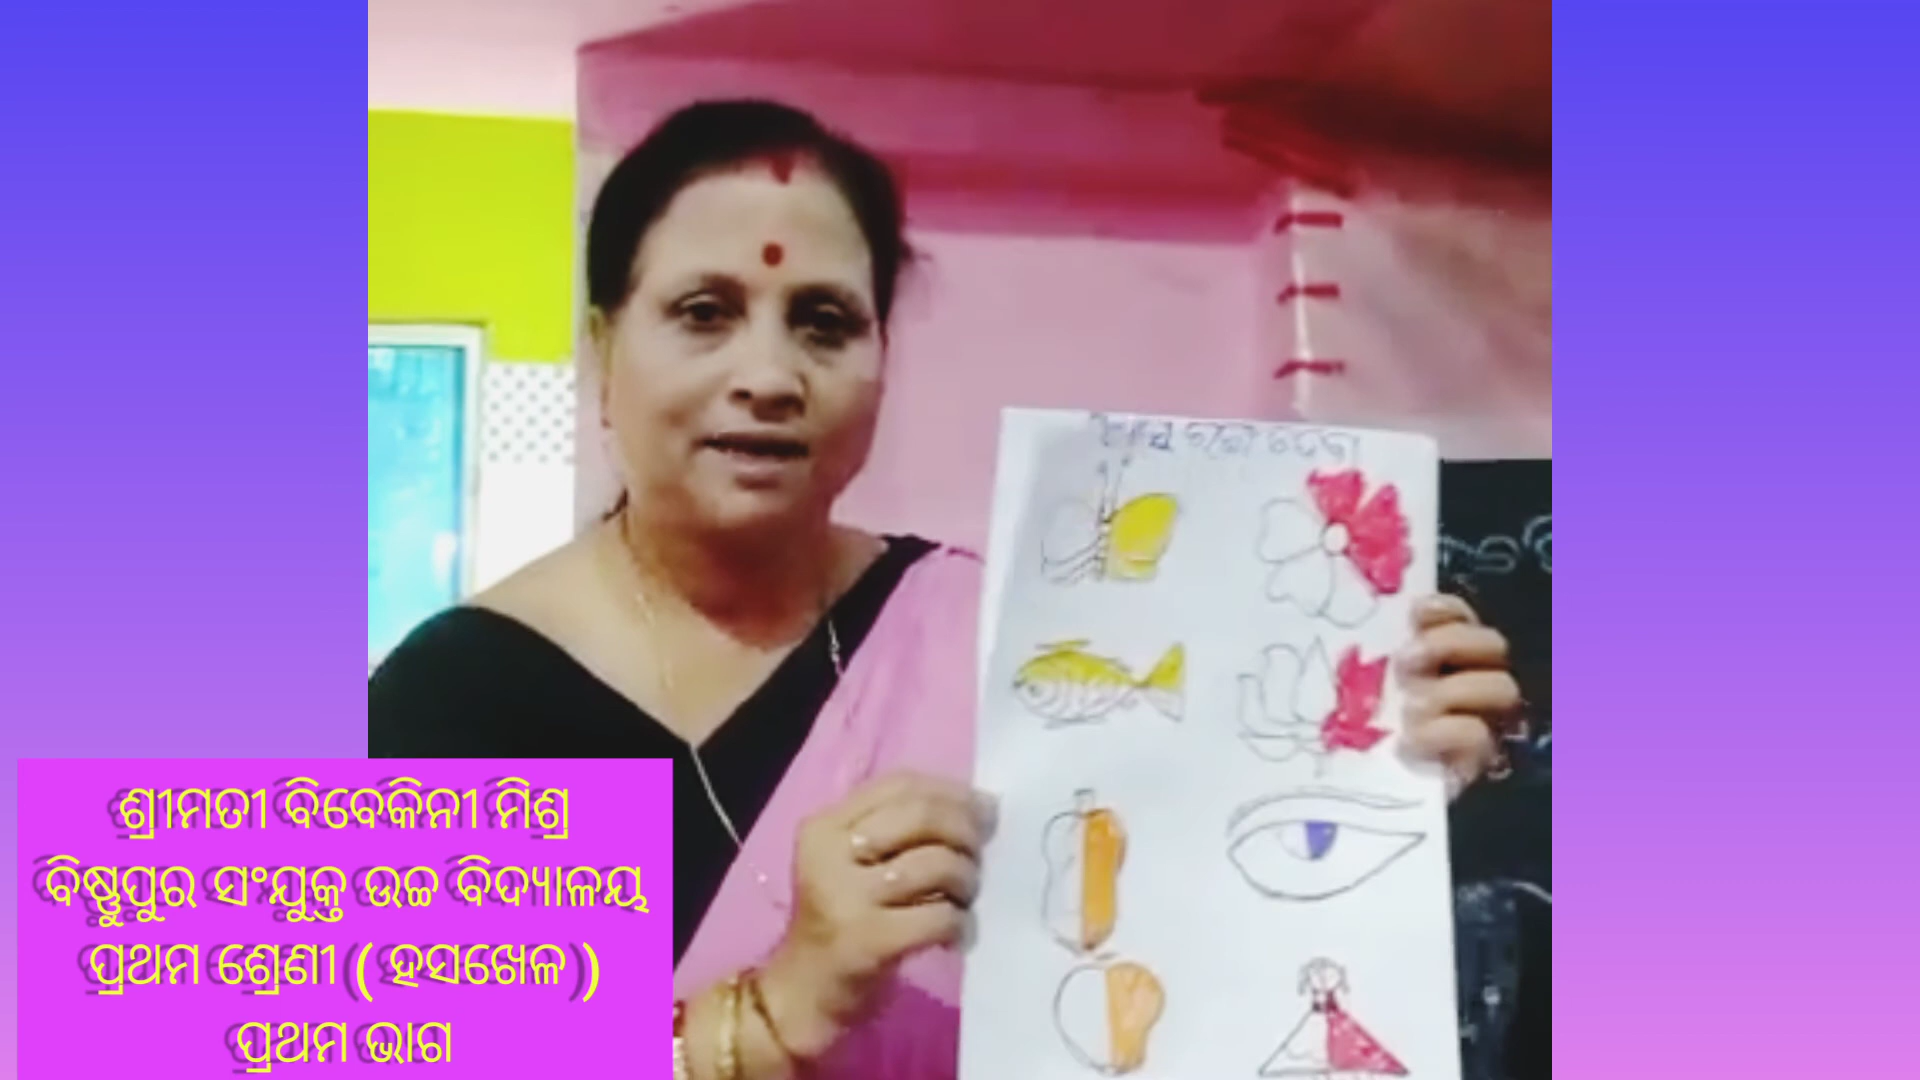 ଶ୍ରୀମତୀ ବିବେକିନୀ ମିଶ୍ର
ବିଷ୍ଣୁପୁର ସଂଯୁକ୍ତ ଉଚ୍ଚ ବିଦ୍ୟାଳୟ
ପ୍ରଥମ ଶ୍ରେଣୀ ( ହସଖେଳ )
ପ୍ରଥମ ଭାଗ